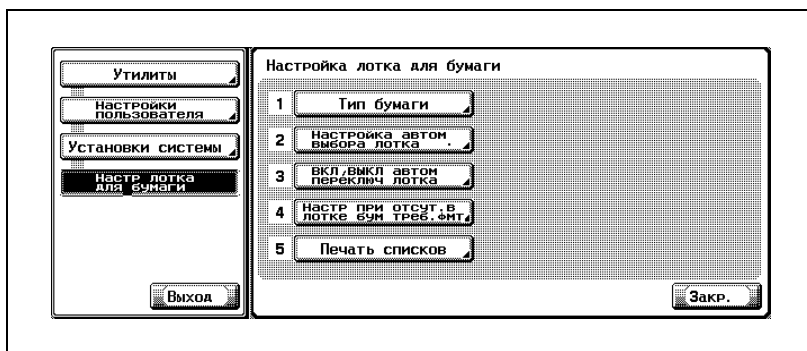 Утилиты
Настройки
пользователя
Установки системы
Настр лотка
для бумаги
Выход
Настройка лотка для бумаги
1 Тип бумаги
2 Настройка автом
выбора лотка .
3 ВКЛ/ВЫКЛ автом
переключ лотка
4 Настр при отсут.в
лотке бум треб.фмт
5 Печать списков
Закр.